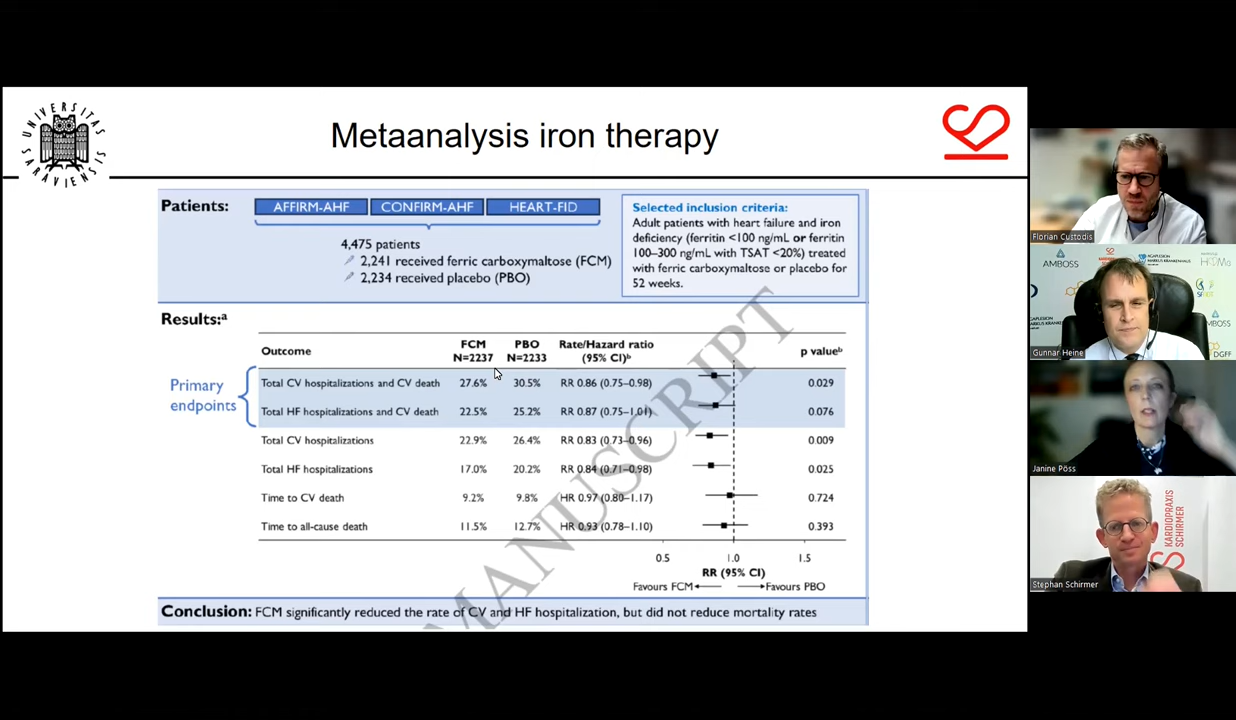 UNIVERSITAS
SARAVIENSIS
Metaanalysis iron therapy
Patients:
AFFIRM-AHF
CONFIRM-AHF
HEART-FID
4,475 patients
2,241 received ferric carboxymaltose (FCM)
2,234 received placebo (PBO)
Selected inclusion criteria:
Adult patients with heart failure and iron
deficiency (ferritin <100 ng/mL or ferritin
100–300 ng/mL with TSAT <20%) treated
with ferric carboxymaltose or placebo for
52 weeks.
Results:ᵃ
Outcome FCM N=2237 PBO N=2233 Rate/Hazard ratio (95% CI)ᵇ p valueᵇ
Primary
endpoints
Total CV hospitalizations and CV death 27.6% 30.5% RR 0.86 (0.75–0.98) 0.029
Total HF hospitalizations and CV death 22.5% 25.2% RR 0.87 (0.75–1.01) 0.076
Total CV hospitalizations 22.9% 26.4% RR 0.83 (0.73–0.96) 0.009
Total HF hospitalizations 17.0% 20.2% RR 0.84 (0.71–0.98) 0.025
Time to CV death 9.2% 9.8% HR 0.97 (0.80–1.17) 0.724
Time to all-cause death 11.5% 12.7% HR 0.93 (0.78–1.10) 0.393
0.5 1.0 1.5
RR (95% CI)
Favours FCM Favours PBO
MANUSCRIPT
Conclusion: FCM significantly reduced the rate of CV and HF hospitalization, but did not reduce mortality rates
Florian Custodis
AMBOSS
AGAPLESION
MARKUS KRANKENHAUS
AMBOSS
DGFF
Gunnar Heine
Janine Pöss
KARDIOPRAXIS
SCHIRMER
Stephan Schirmer